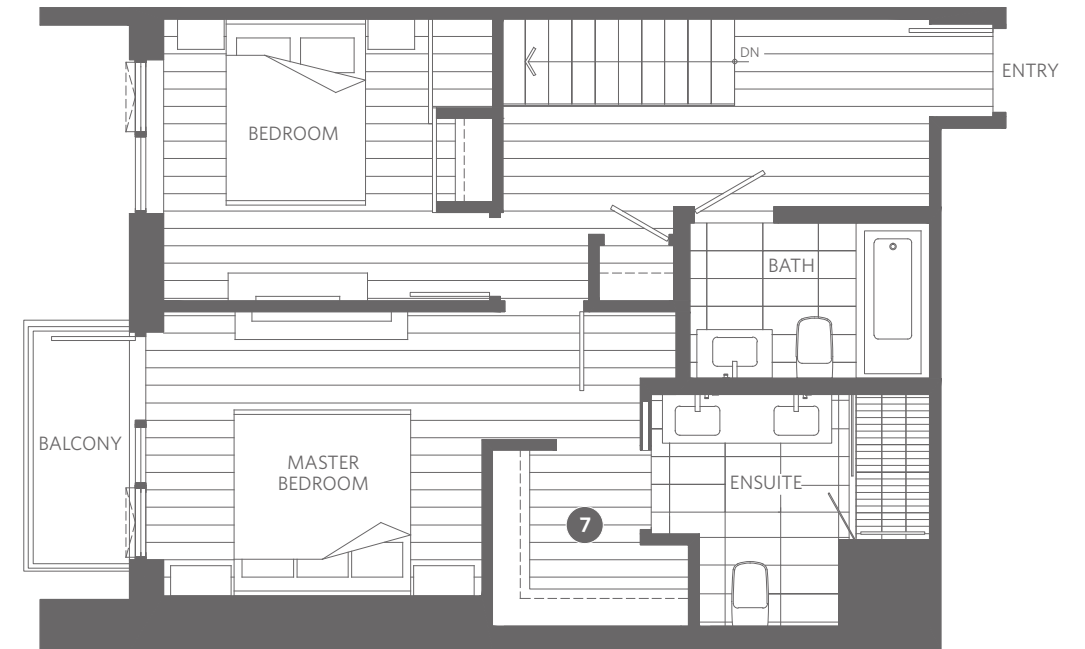 DN
ENTRY
BEDROOM
BATH
BALCONY
MASTER
BEDROOM
ENSUITE
7